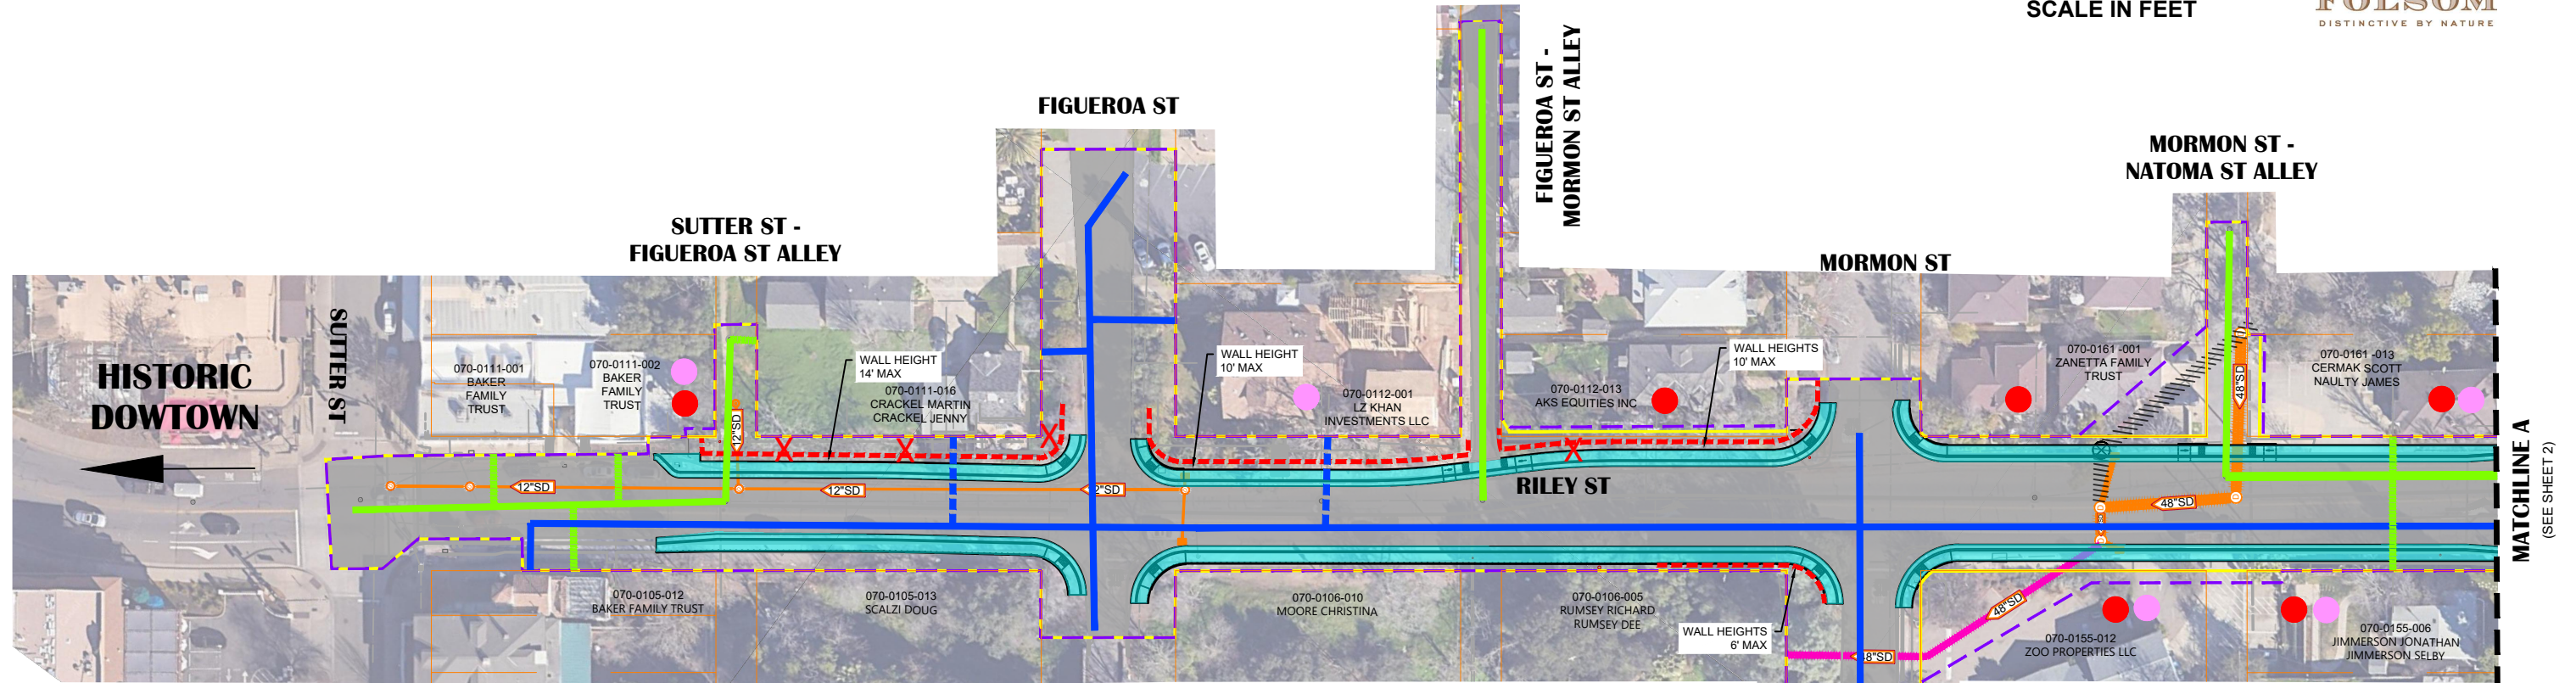 SCALE IN FEET
FOLSOM
DISTINCTIVE BY NATURE
FIGUEROA ST
FIGUEROA ST -
MORMON ST ALLEY
MORMON ST -
NATOMA ST ALLEY
SUTTER ST -
FIGUEROA ST ALLEY
MORMON ST
SUTTER ST
HISTORIC
DOWTOWN
070-0111-001
BAKER
FAMILY
TRUST
070-0111-002
BAKER
FAMILY
TRUST
WALL HEIGHT
14' MAX
070-0111-016
CRACKEL MARTIN
CRACKEL JENNY
WALL HEIGHT
10' MAX
070-0112-001
LZ KHAN
INVESTMENTS LLC
070-0112-013
AKS EQUITIES INC
WALL HEIGHTS
10' MAX
070-0161 -001
ZANETTA FAMILY
TRUST
070-0161 -013
CERMAK SCOTT
NAULTY JAMES
12"SD
48"SD
12"SD
12"SD
12"SD
RILEY ST
48"SD
MATCHLINE A
(SEE SHEET 2)
070-0105-012
BAKER FAMILY TRUST
070-0105-013
SCALZI DOUG
070-0106-010
MOORE CHRISTINA
070-0106-005
RUMSEY RICHARD
RUMSEY DEE
WALL HEIGHTS
6' MAX
48"SD
48"SD
070-0155-012
ZOO PROPERTIES LLC
070-0155-006
JIMMERSON JONATHAN
JIMMERSON SELBY